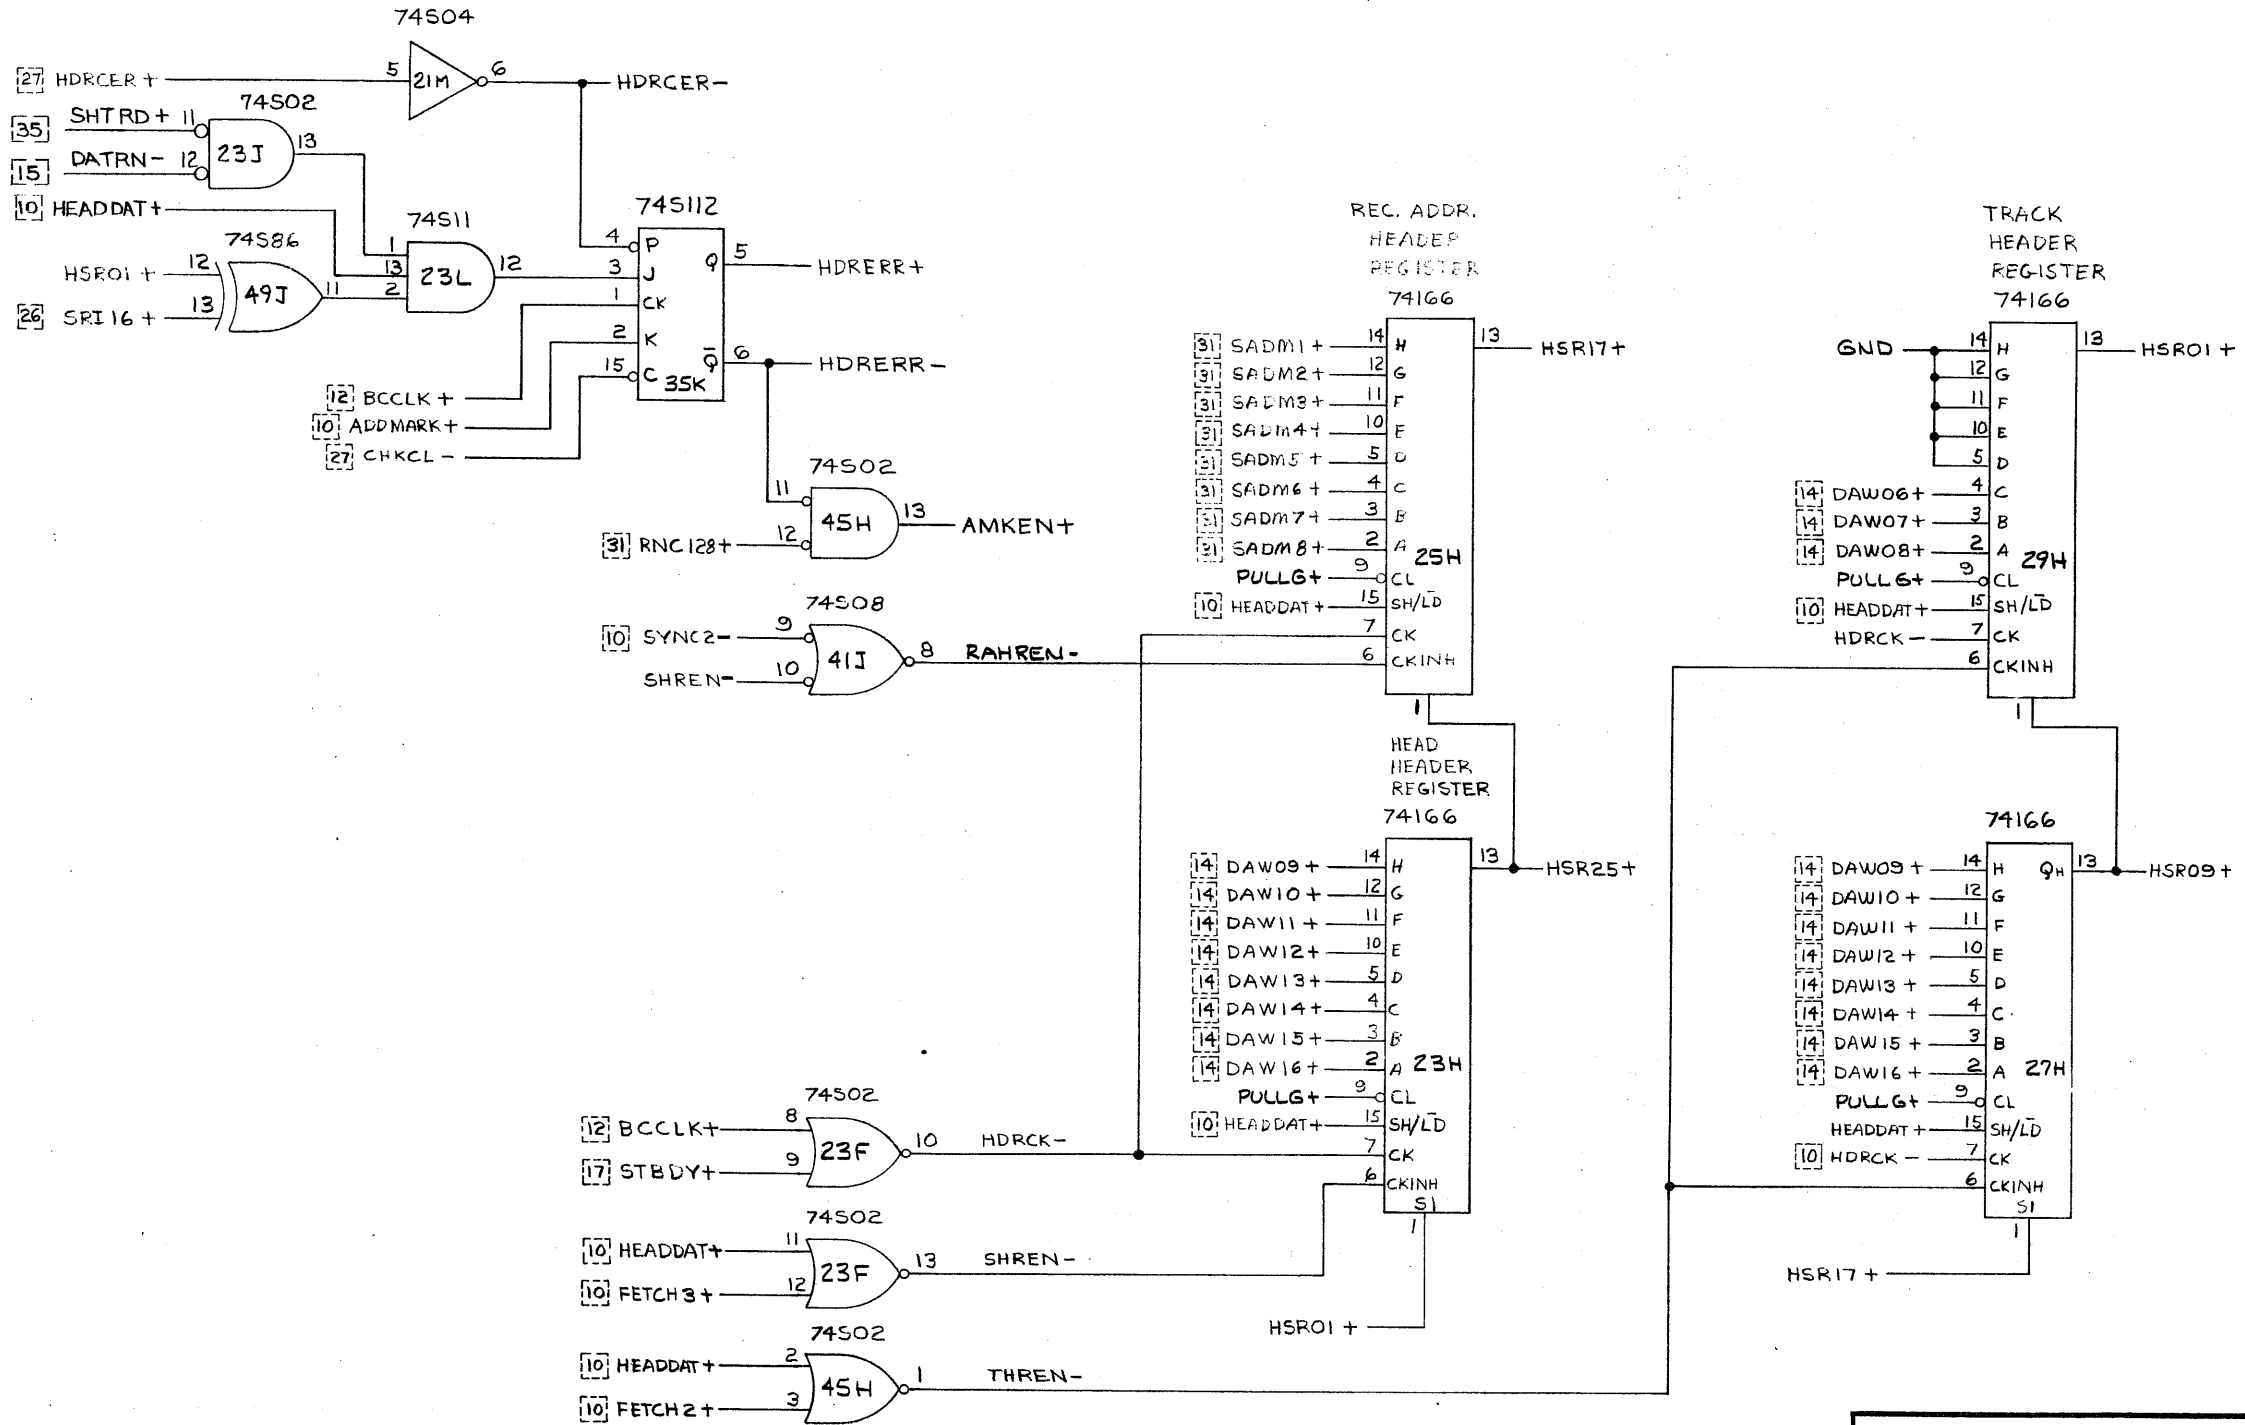 74S04
[27] HDRCER+ 5 21M 6 HDRCER-
74S02
[35] SHTRD+ 11
23J 13
[15] DATRN- 12
[10] HEADDAT+
74S11
74S112
74S86
HSR01+ 12
49J 11
[26] SRI16+ 13
1
13
2
23L 12
4 P
3 J
1 CK
2 K
15 C
35K
Q 5 HDRERR+
Q̅ 6 HDRERR-
[12] BCCLK+
[10] ADDMARK+
[27] CHKCL-
74S02
11
45H 13 AMKEN+
[31] RNC128+ 12
74S08
[10] SYNC2- 9
41J 8 RAHREN-
SHREN- 10
REC. ADDR.
HEADER
REGISTER
74166
[31] SADM1+ 14 H 13 HSR17+
[31] SADM2+ 12 G
[31] SADM3+ 11 F
[31] SADM4+ 10 E
[31] SADM5+ 5 D
[31] SADM6+ 4 C
[31] SADM7+ 3 B
[31] SADM8+ 2 A
25H
PULLG+ 9 CL
[10] HEADDAT+ 15 SH/L̅D̅
7 CK
6 CKINH
1
HEAD
HEADER
REGISTER
74166
[14] DAW09+ 14 H 13 HSR25+
[14] DAW10+ 12 G
[14] DAW11+ 11 F
[14] DAW12+ 10 E
[14] DAW13+ 5 D
[14] DAW14+ 4 C
[14] DAW15+ 3 B
[14] DAW16+ 2 A 23H
PULLG+ 9 CL
[10] HEADDAT+ 15 SH/L̅D̅
7 CK
6 CKINH
S1
1
HSR01+
74S02
[12] BCCLK+ 8
23F 10 HDRCK-
[17] STBDY+ 9
74S02
[10] HEADDAT+ 11
23F 13 SHREN-
[10] FETCH3+ 12
74S02
[10] HEADDAT+ 2
45H 1 THREN-
[10] FETCH2+ 3
TRACK
HEADER
REGISTER
74166
GND 14 H 13 HSR01+
12 G
11 F
10 E
5 D
[14] DAW06+ 4 C
[14] DAW07+ 3 B
[14] DAW08+ 2 A
29H
PULLG+ 9 CL
[10] HEADDAT+ 15 SH/L̅D̅
HDRCK- 7 CK
6 CKINH
1
74166
[14] DAW09+ 14 H QH 13 HSR09+
[14] DAW10+ 12 G
[14] DAW11+ 11 F
[14] DAW12+ 10 E
[14] DAW13+ 5 D
[14] DAW14+ 4 C
[14] DAW15+ 3 B
[14] DAW16+ 2 A 27H
PULLG+ 9 CL
HEADDAT+ 15 SH/L̅D̅
[10] HDRCK- 7 CK
6 CKINH
S1
1
HSR17+